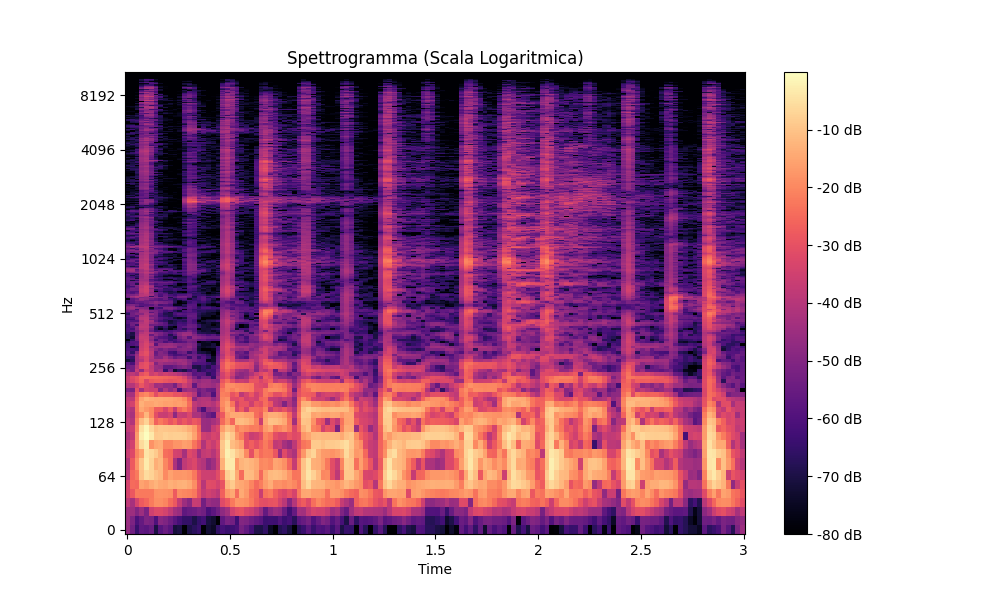 Spettrogramma (Scala Logaritmica)
8192
4096
2048
1024
512
256
128
64
0
Hz
0 0.5 1 1.5 2 2.5 3
Time
-10 dB
-20 dB
-30 dB
-40 dB
-50 dB
-60 dB
-70 dB
-80 dB